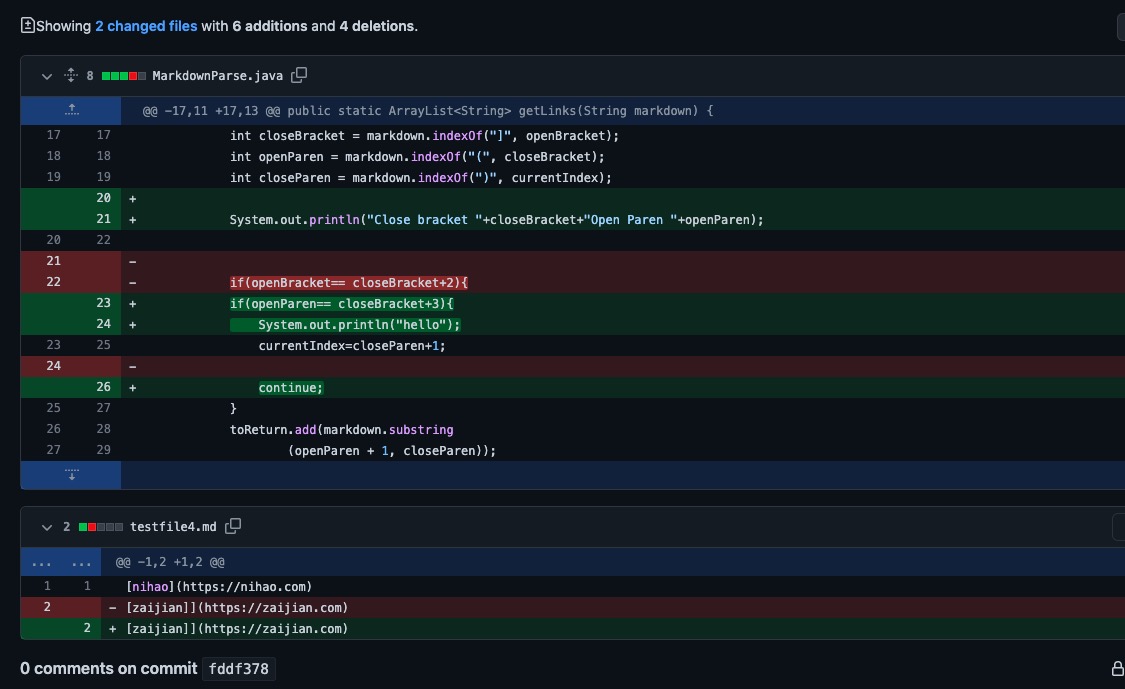 Showing 2 changed files with 6 additions and 4 deletions.
8 MarkdownParse.java
@@ -17,11 +17,13 @@ public static ArrayList<String> getLinks(String markdown) {
17 17 int closeBracket = markdown.indexOf("]", openBracket);
18 18 int openParen = markdown.indexOf("(", closeBracket);
19 19 int closeParen = markdown.indexOf(")", currentIndex);
20 +
21 + System.out.println("Close bracket "+closeBracket+"Open Paren "+openParen);
20 22
21 -
22 - if(openBracket== closeBracket+2){
23 + if(openParen== closeBracket+3){
24 + System.out.println("hello");
23 25 currentIndex=closeParen+1;
24 -
26 + continue;
25 27 }
26 28 toReturn.add(markdown.substring
27 29 (openParen + 1, closeParen));
2 testfile4.md
... ... @@ -1,2 +1,2 @@
1 1 [nihao](https://nihao.com)
2 - [zaijian]](https://zaijian.com)
2 + [zaijian]](https://zaijian.com)
0 comments on commit fddf378